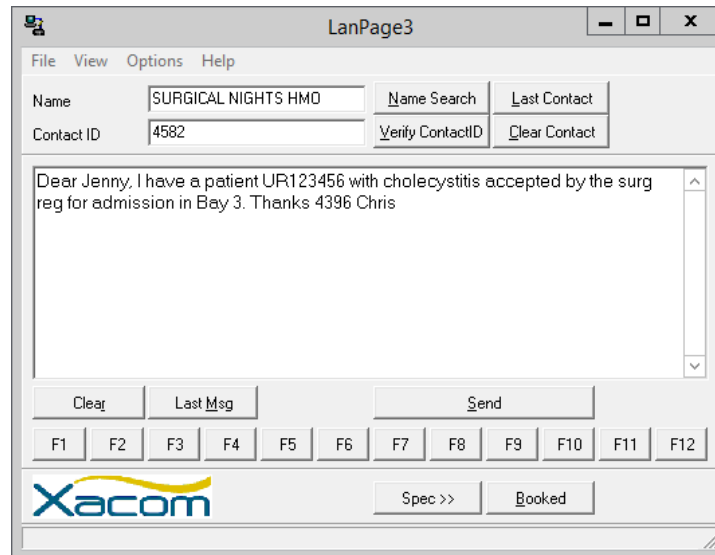 LanPage3
File View Options Help
Name SURGICAL NIGHTS HMO Name Search Last Contact
Contact ID 4582 Verify ContactID Clear Contact
Dear Jenny, I have a patient UR123456 with cholecystitis accepted by the surg
reg for admission in Bay 3. Thanks 4396 Chris
Clear Last Msg Send
F1 F2 F3 F4 F5 F6 F7 F8 F9 F10 F11 F12
Xacom Spec >> Booked